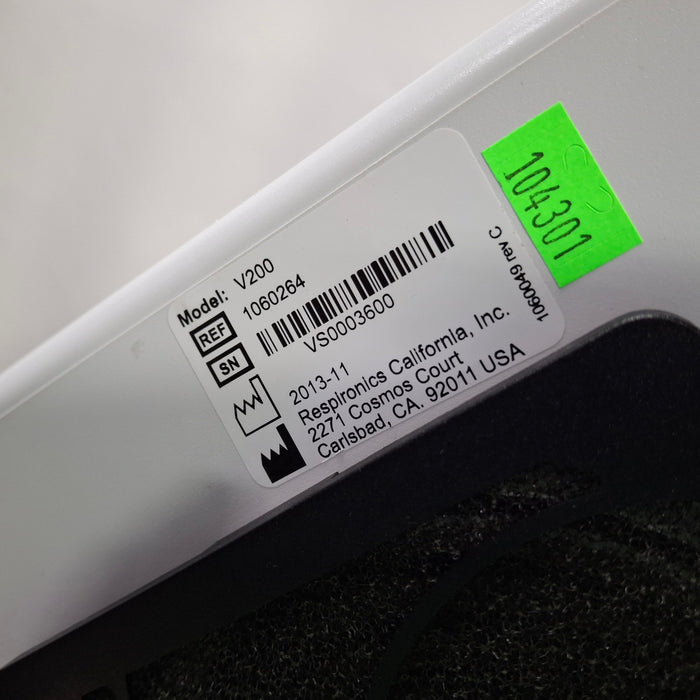 Model: V200
REF 1060264
SN
VS0003600
2013-11
Respironics California, Inc.
2271 Cosmos Court
Carlsbad, CA. 92011 USA
1060049 rev C
104301